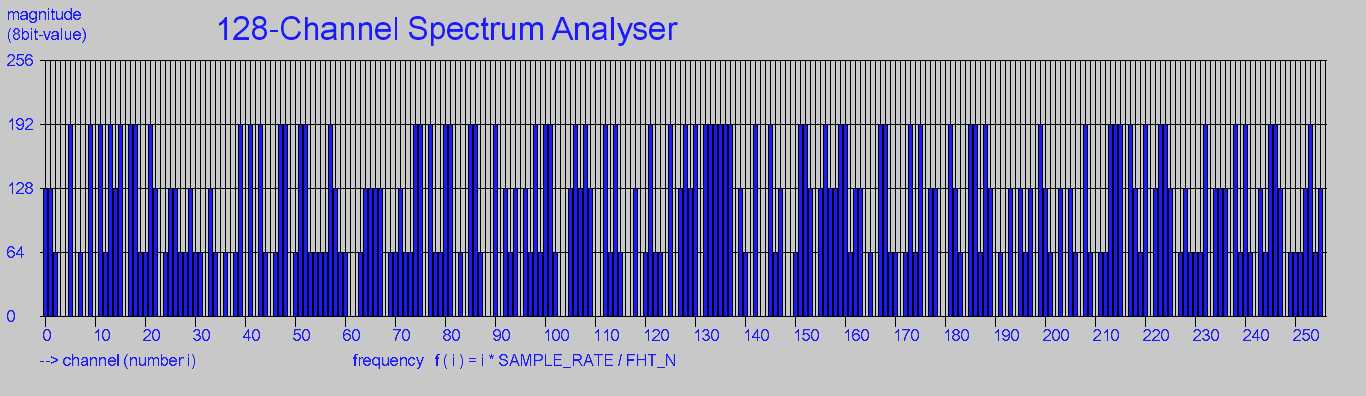 magnitude
(8bit-value)
128-Channel Spectrum Analyser
256
192
128
64
0
0 10 20 30 40 50 60 70 80 90 100 110 120 130 140 150 160 170 180 190 200 210 220 230 240 250
--> channel (number i)
frequency f ( i ) = i * SAMPLE_RATE / FHT_N